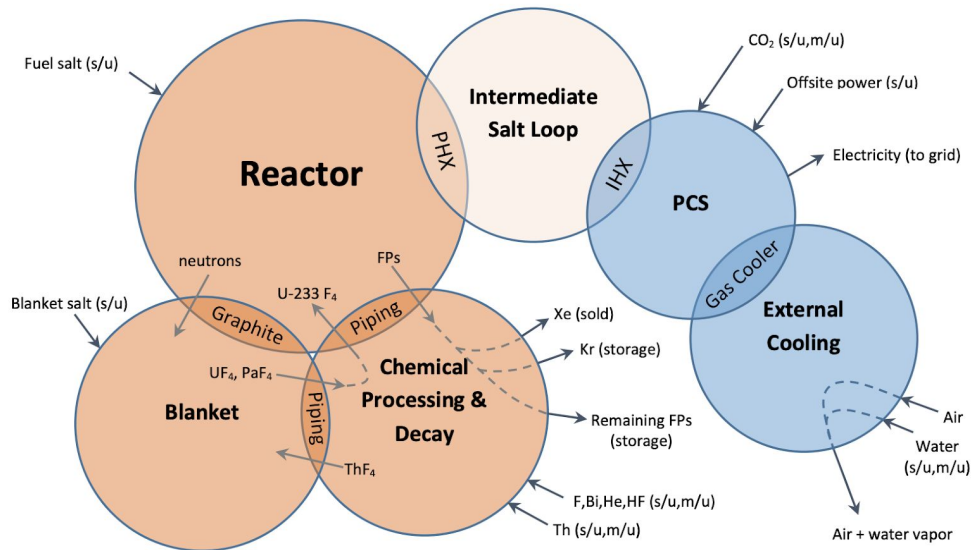 Fuel salt (s/u)
Reactor
PHX
Intermediate
Salt Loop
IHX
CO₂ (s/u,m/u)
Offsite power (s/u)
Electricity (to grid)
PCS
Gas Cooler
External
Cooling
Air
Water
(s/u,m/u)
Air + water vapor
neutrons
FPs
U-233 F₄
Blanket salt (s/u)
Graphite
Piping
Xe (sold)
Kr (storage)
Remaining FPs
(storage)
UF₄, PaF₄
Chemical
Processing &
Decay
Blanket
Piping
ThF₄
F,Bi,He,HF (s/u,m/u)
Th (s/u,m/u)